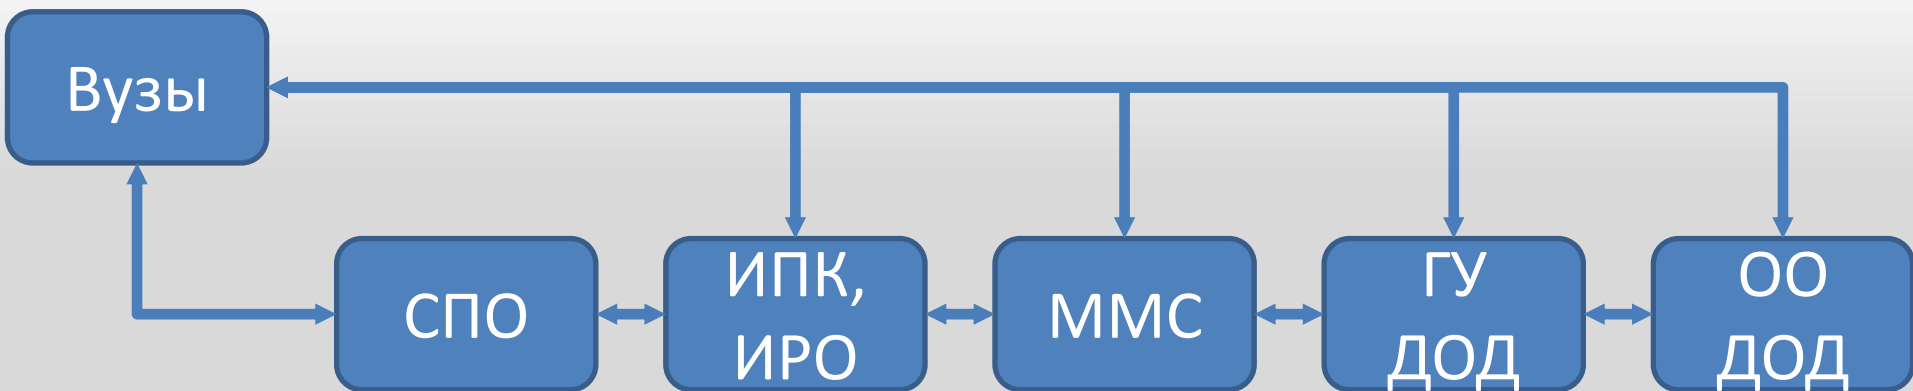 Вузы
СПО
ИПК,
ИРО
ММС
ГУ
ДОД
ОО
ДОД